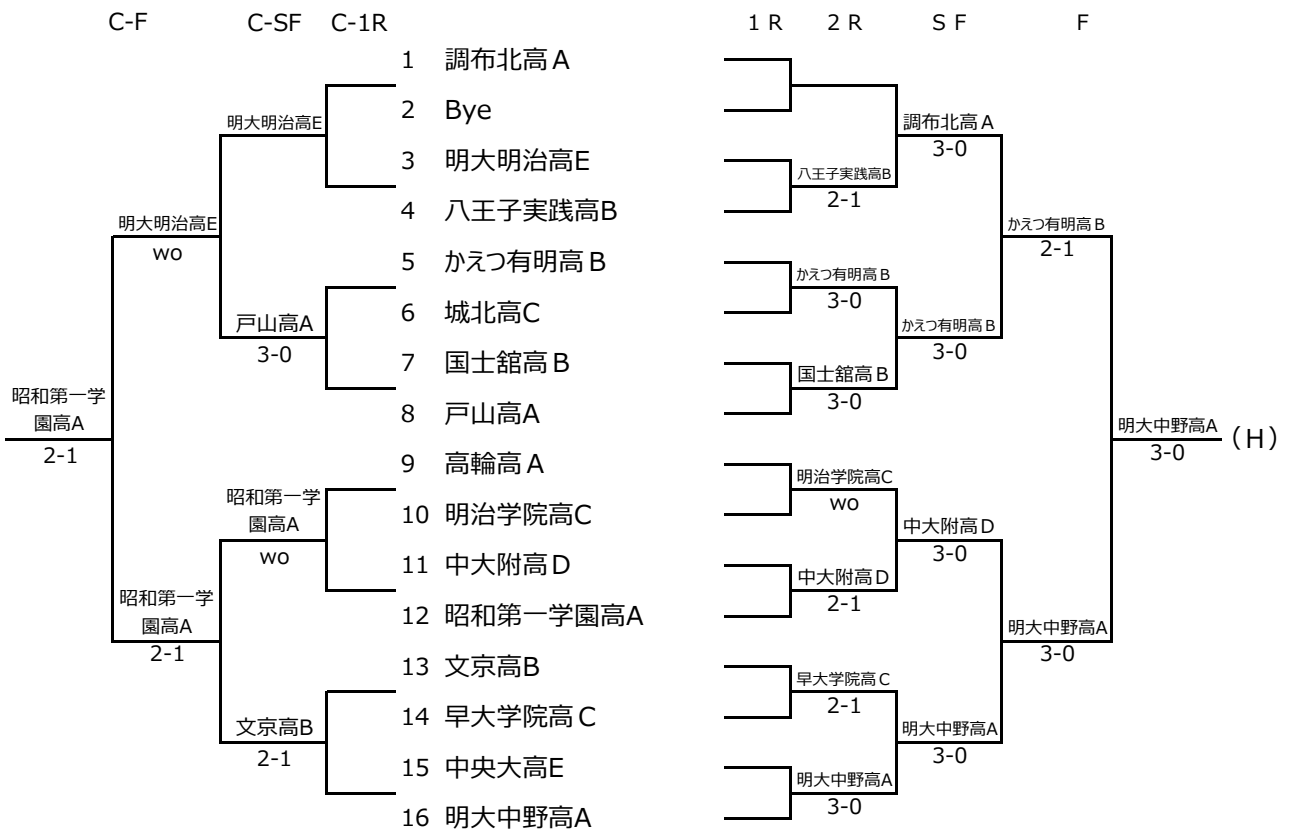 C-F C-SF C-1R 1R 2R SF F
1 調布北高A
2 Bye
明大明治高E
調布北高A
3-0
3 明大明治高E
八王子実践高B
2-1
4 八王子実践高B
明大明治高E
wo
かえつ有明高B
2-1
5 かえつ有明高B
かえつ有明高B
3-0
6 城北高C
戸山高A
3-0
かえつ有明高B
3-0
7 国士舘高B
国士舘高B
3-0
8 戸山高A
昭和第一学
園高A
2-1
明大中野高A
3-0
(H)
9 高輪高A
明治学院高C
wo
昭和第一学
園高A
wo
10 明治学院高C
中大附高D
3-0
11 中大附高D
中大附高D
2-1
12 昭和第一学園高A
昭和第一学
園高A
2-1
明大中野高A
3-0
13 文京高B
早大学院高C
2-1
14 早大学院高C
文京高B
2-1
明大中野高A
3-0
15 中央大高E
明大中野高A
3-0
16 明大中野高A